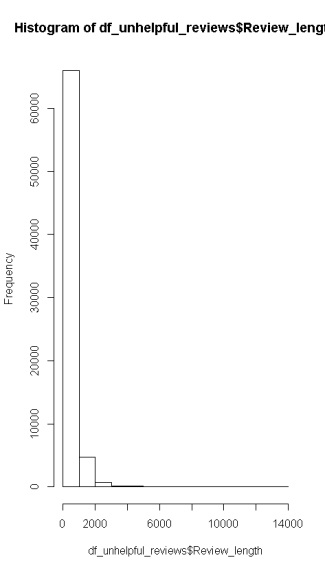 Histogram of df_unhelpful_reviews$Review_lengt
60000
50000
40000
30000
20000
10000
0
Frequency
0 2000 6000 10000 14000
df_unhelpful_reviews$Review_length